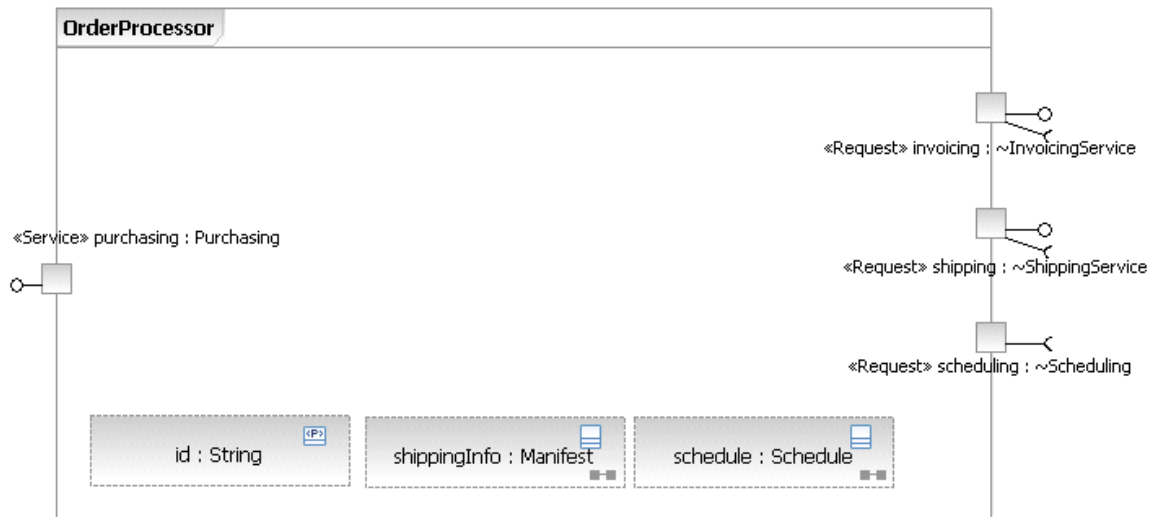 OrderProcessor
«Request» invoicing : ~InvoicingService
«Service» purchasing : Purchasing
«Request» shipping : ~ShippingService
«Request» scheduling : ~Scheduling
<P>
id : String
shippingInfo : Manifest
schedule : Schedule